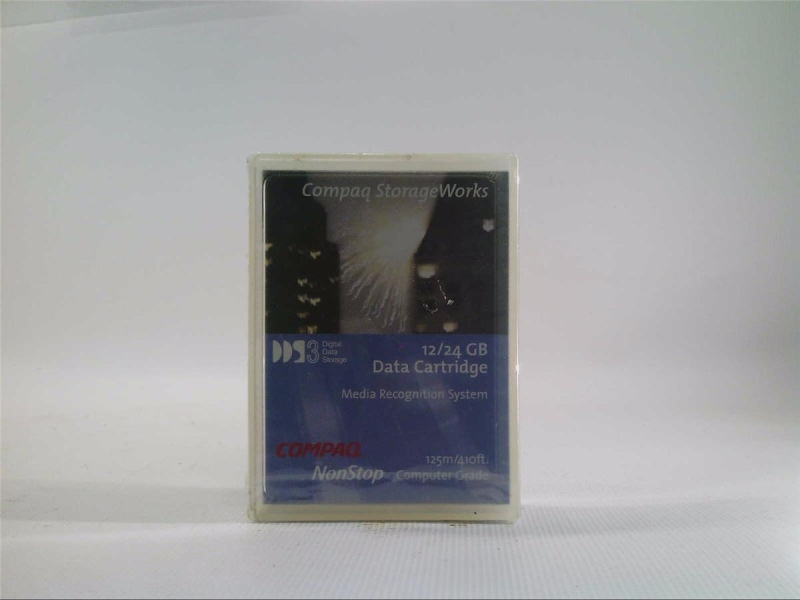 Compaq StorageWorks
DDS3 Digital
Data
Storage
12/24 GB
Data Cartridge
Media Recognition System
COMPAQ
125m/410ft.
NonStop Computer Grade